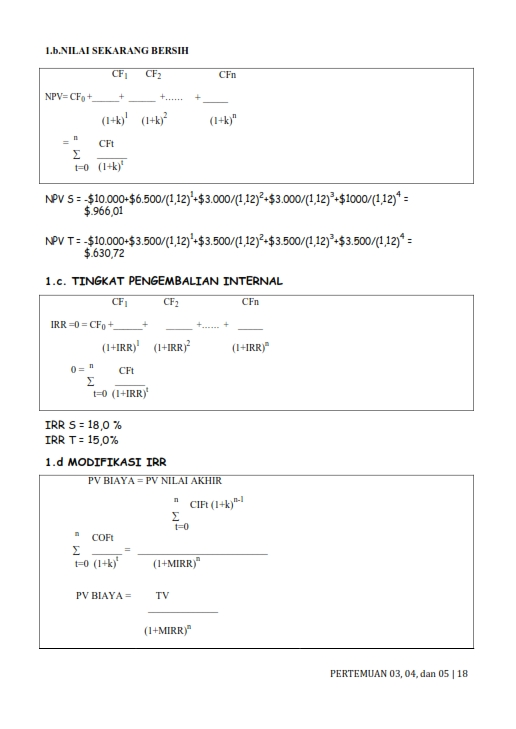 1.b.NILAI SEKARANG BERSIH
CF₁ CF₂ CFn
NPV= CF₀ +_____+ _____ +…… + _____
(1+k)¹ (1+k)² (1+k)ⁿ
= n CFt
∑ ______
t=0 (1+k)ᵗ
NPV S = -$10.000+$6.500/(1,12)¹+$3.000/(1,12)²+$3.000/(1,12)³+$1000/(1,12)⁴ =
$.966,01
NPV T = -$10.000+$3.500/(1,12)¹+$3.500/(1,12)²+$3.500/(1,12)³+$3.500/(1,12)⁴ =
$.630,72
1.c. TINGKAT PENGEMBALIAN INTERNAL
CF₁ CF₂ CFn
IRR =0 = CF₀ +_____+ _____ +…… + _____
(1+IRR)¹ (1+IRR)² (1+IRR)ⁿ
0 = n CFt
∑ ______
t=0 (1+IRR)ᵗ
IRR S = 18,0 %
IRR T = 15,0%
1.d MODIFIKASI IRR
PV BIAYA = PV NILAI AKHIR
n CIFt (1+k)ⁿ⁻¹
∑
t=0
n COFt
∑ ______ = __________________________
t=0 (1+k)ᵗ (1+MIRR)ⁿ
PV BIAYA = TV
______________
(1+MIRR)ⁿ
PERTEMUAN 03, 04, dan 05 | 18